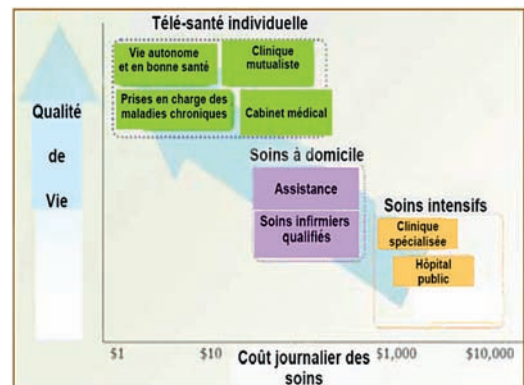 Télé-santé individuelle
Vie autonome
et en bonne santé
Clinique
mutualiste
Prises en charge des
maladies chroniques
Cabinet médical
Qualité
de
Vie
Soins à domicile
Assistance
Soins infirmiers
qualifiés
Soins intensifs
Clinique
spécialisée
Hôpital
public
$1
$10
Coût journalier des
soins
$1,000
$10,000